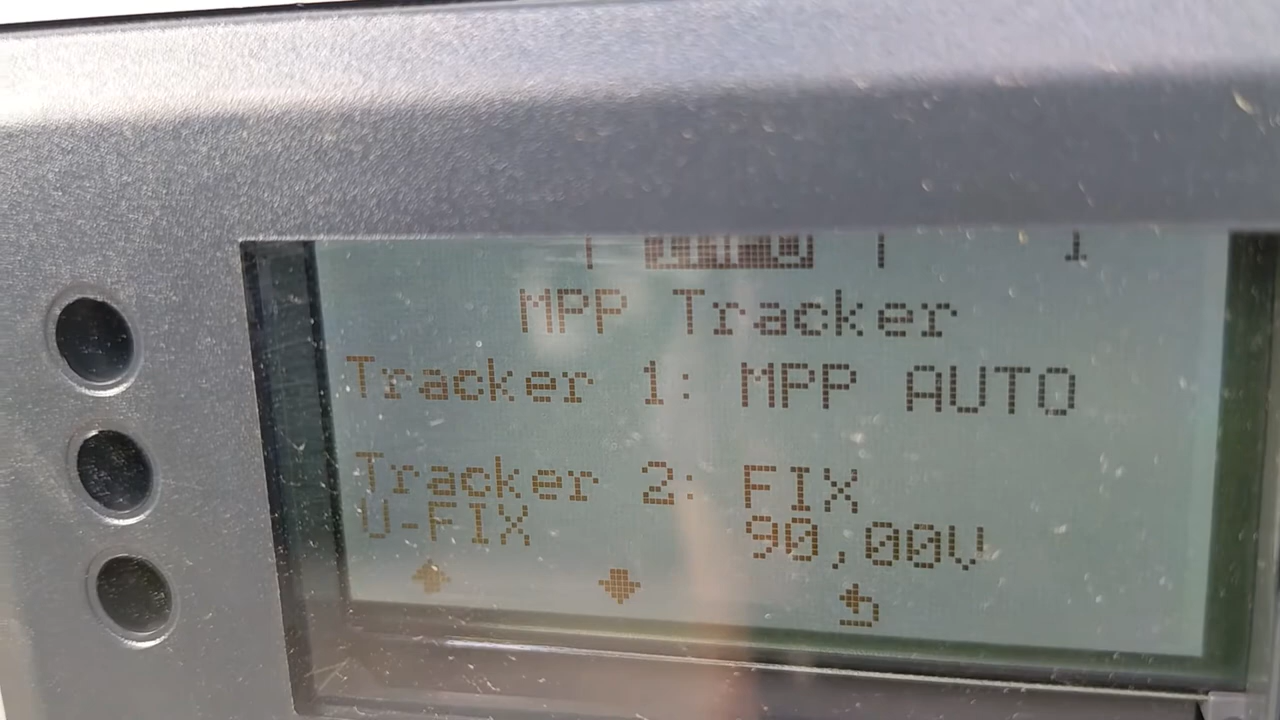 MPP Tracker
Tracker 1: MPP AUTO
Tracker 2: FIX
U-FIX 90,00V